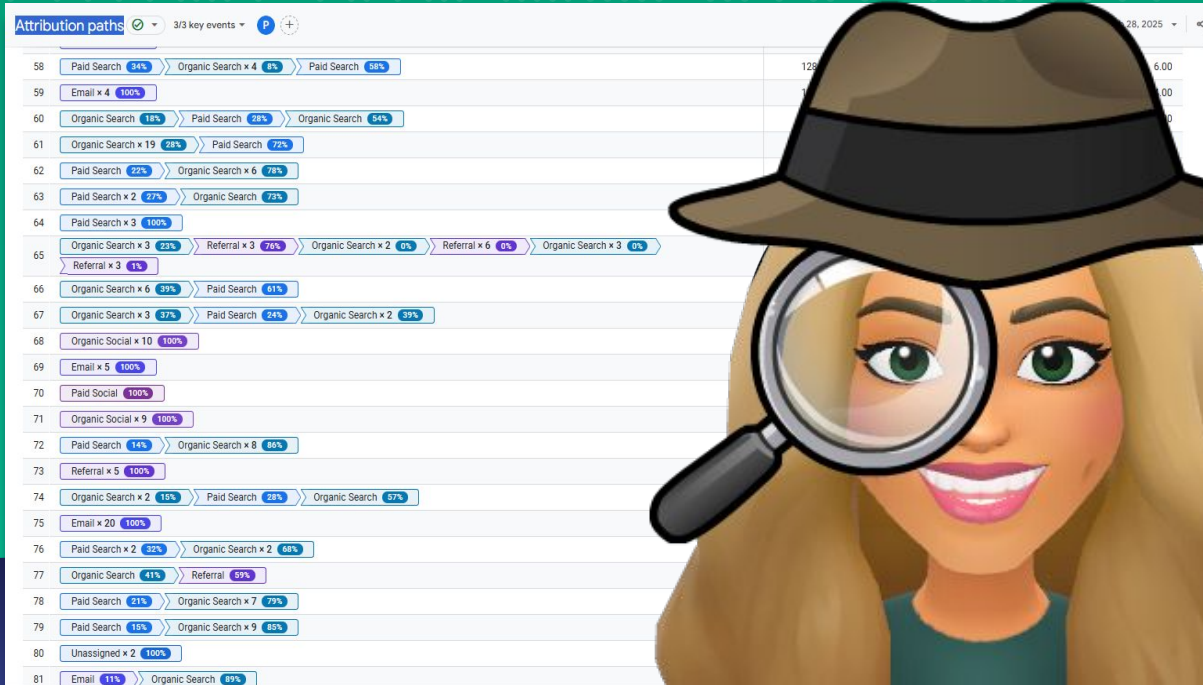 Attribution paths 3/3 key events P 28, 2025
58 Paid Search 34% Organic Search × 4 8% Paid Search 58% 128 6.00
59 Email × 4 100%
60 Organic Search 18% Paid Search 28% Organic Search 54%
61 Organic Search × 19 28% Paid Search 72%
62 Paid Search 22% Organic Search × 6 78%
63 Paid Search × 2 27% Organic Search 73%
64 Paid Search × 3 100%
65 Organic Search × 3 23% Referral × 3 76% Organic Search × 2 0% Referral × 6 0% Organic Search × 3 0%
Referral × 3 1%
66 Organic Search × 6 39% Paid Search 61%
67 Organic Search × 3 37% Paid Search 24% Organic Search × 2 39%
68 Organic Social × 10 100%
69 Email × 5 100%
70 Paid Social 100%
71 Organic Social × 9 100%
72 Paid Search 14% Organic Search × 8 86%
73 Referral × 5 100%
74 Organic Search × 2 15% Paid Search 28% Organic Search 57%
75 Email × 20 100%
76 Paid Search × 2 32% Organic Search × 2 68%
77 Organic Search 41% Referral 59%
78 Paid Search 21% Organic Search × 7 79%
79 Paid Search 15% Organic Search × 9 85%
80 Unassigned × 2 100%
81 Email 11% Organic Search 89%